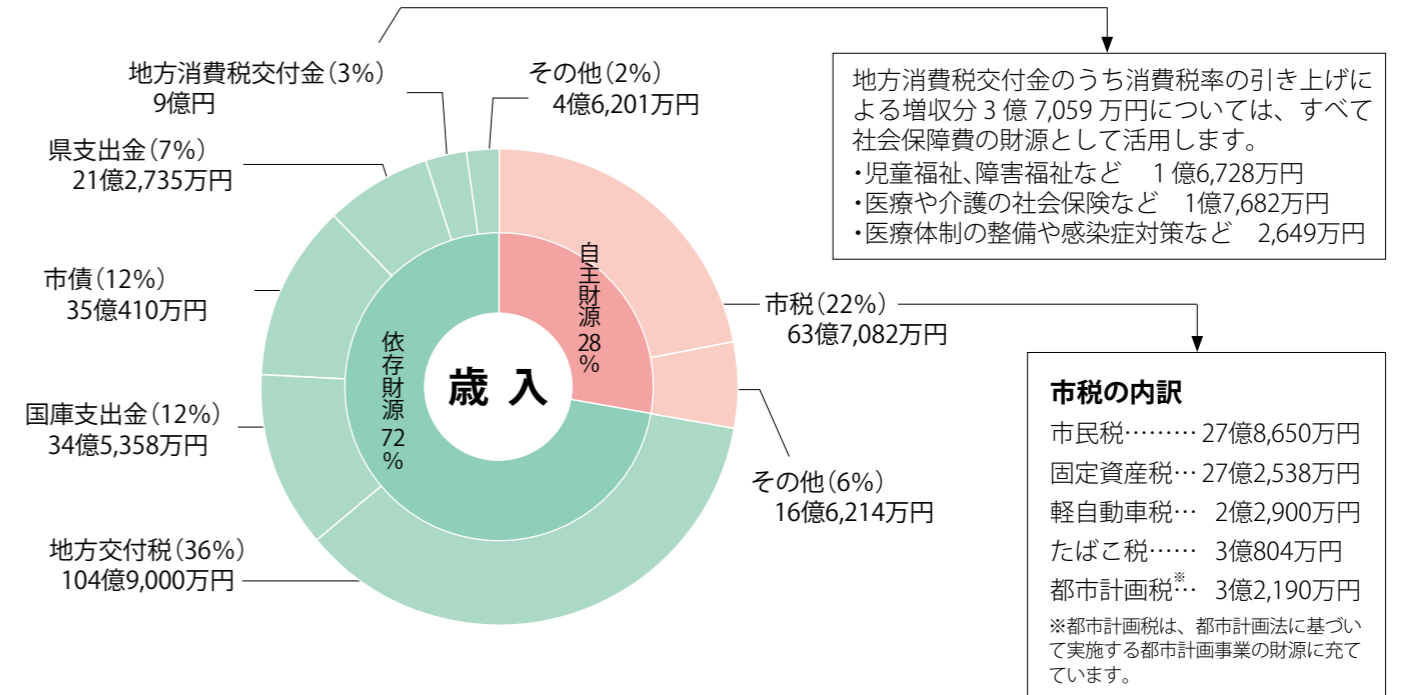 地方消費税交付金(3%)
9億円
その他(2%)
4億6,201万円
県支出金(7%)
21億2,735万円
市債(12%)
35億410万円
国庫支出金(12%)
34億5,358万円
地方交付税(36%)
104億9,000万円
歳入
自主財源 28%
依存財源 72%
市税(22%)
63億7,082万円
その他(6%)
16億6,214万円
地方消費税交付金のうち消費税率の引き上げに
よる増収分3億7,059万円については、すべて
社会保障費の財源として活用します。
・児童福祉、障害福祉など 1億6,728万円
・医療や介護の社会保険など 1億7,682万円
・医療体制の整備や感染症対策など 2,649万円
市税の内訳
市民税………27億8,650万円
固定資産税…27億2,538万円
軽自動車税… 2億2,900万円
たばこ税…… 3億804万円
都市計画税※… 3億2,190万円
※都市計画税は、都市計画法に基づい
て実施する都市計画事業の財源に充て
ています。